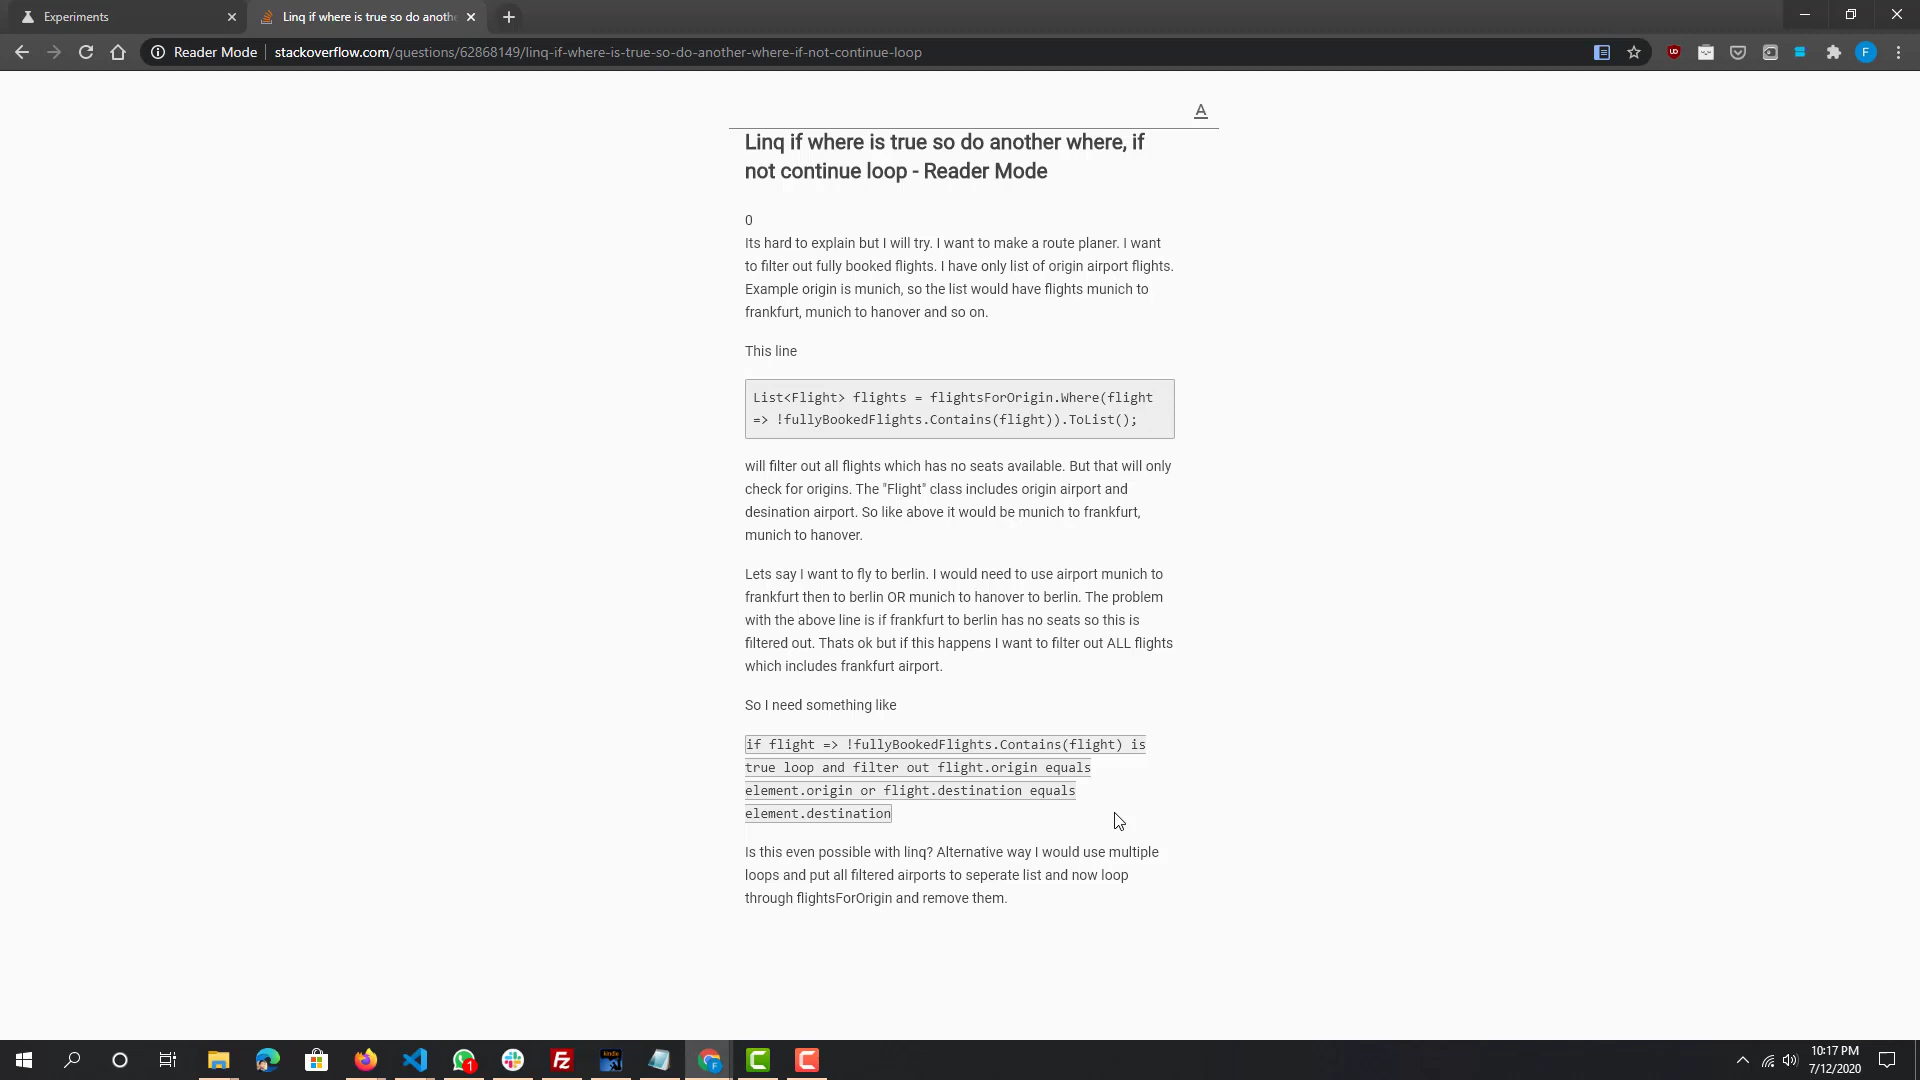 Experiments
Linq if where is true so do anothe
Reader Mode
stackoverflow.com/questions/62868149/linq-if-where-is-true-so-do-another-where-if-not-continue-loop
UD
F
A
Linq if where is true so do another where, if
not continue loop - Reader Mode
0
Its hard to explain but I will try. I want to make a route planer. I want
to filter out fully booked flights. I have only list of origin airport flights.
Example origin is munich, so the list would have flights munich to
frankfurt, munich to hanover and so on.
This line
List<Flight> flights = flightsForOrigin.Where(flight
=> !fullyBookedFlights.Contains(flight)).ToList();
will filter out all flights which has no seats available. But that will only
check for origins. The "Flight" class includes origin airport and
desination airport. So like above it would be munich to frankfurt,
munich to hanover.
Lets say I want to fly to berlin. I would need to use airport munich to
frankfurt then to berlin OR munich to hanover to berlin. The problem
with the above line is if frankfurt to berlin has no seats so this is
filtered out. Thats ok but if this happens I want to filter out ALL flights
which includes frankfurt airport.
So I need something like
if flight => !fullyBookedFlights.Contains(flight) is
true loop and filter out flight.origin equals
element.origin or flight.destination equals
element.destination
Is this even possible with linq? Alternative way I would use multiple
loops and put all filtered airports to seperate list and now loop
through flightsForOrigin and remove them.
1
Fz
kindle
F
C
C
10:17 PM
7/12/2020